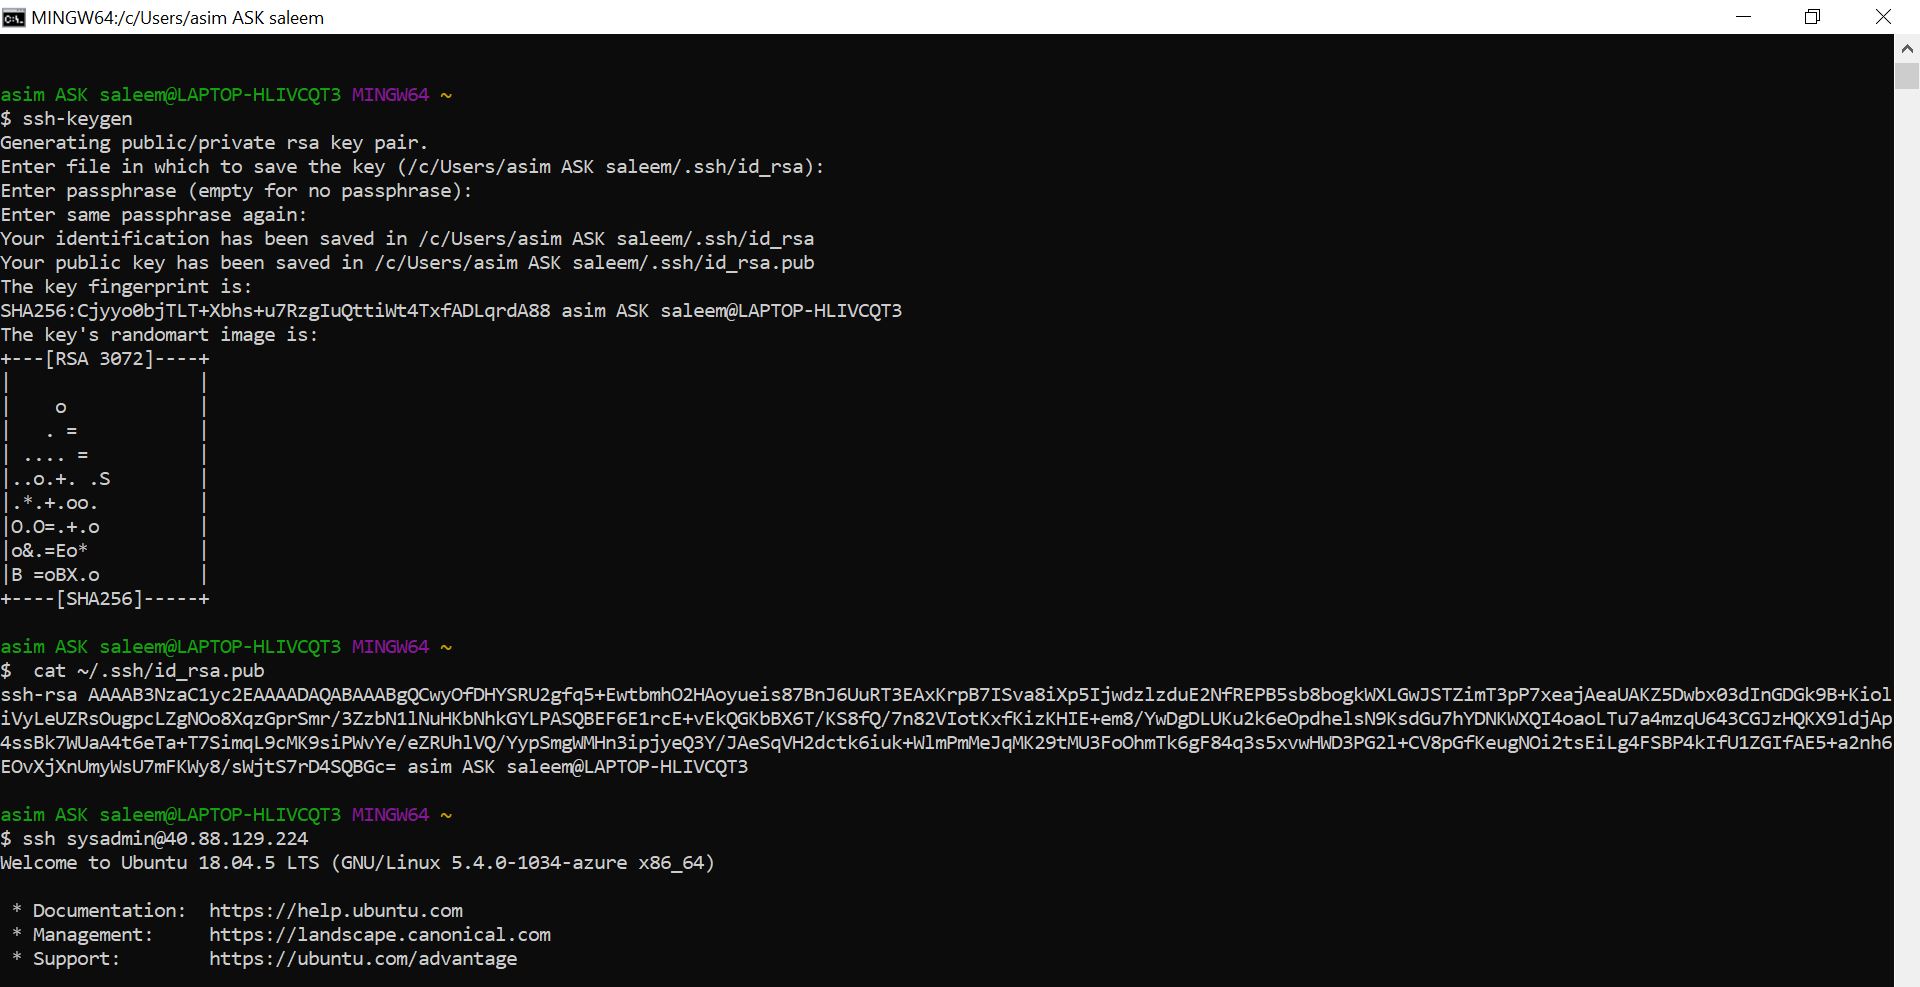 MINGW64:/c/Users/asim ASK saleem
asim ASK saleem@LAPTOP-HLIVCQT3 MINGW64 ~
$ ssh-keygen
Generating public/private rsa key pair.
Enter file in which to save the key (/c/Users/asim ASK saleem/.ssh/id_rsa):
Enter passphrase (empty for no passphrase):
Enter same passphrase again:
Your identification has been saved in /c/Users/asim ASK saleem/.ssh/id_rsa
Your public key has been saved in /c/Users/asim ASK saleem/.ssh/id_rsa.pub
The key fingerprint is:
SHA256:Cjyyo0bjTLT+Xbhs+u7RzgIuQttiWt4TxfADLqrdA88 asim ASK saleem@LAPTOP-HLIVCQT3
The key's randomart image is:
+---[RSA 3072]----+
|                 |
|    o            |
|   . =           |
| .... =          |
|..o.+. .S        |
|.*.+.oo.         |
|O.O=.+.o         |
|o&.=Eo*          |
|B =oBX.o         |
+----[SHA256]-----+
asim ASK saleem@LAPTOP-HLIVCQT3 MINGW64 ~
$  cat ~/.ssh/id_rsa.pub
ssh-rsa AAAAB3NzaC1yc2EAAAADAQABAAABgQCwyOfDHYSRU2gfq5+EwtbmhO2HAoyueis87BnJ6UuRT3EAxKrpB7ISva8iXp5IjwdzlzduE2NfREPB5sb8bogkWXLGwJSTZimT3pP7xeajAeaUAKZ5Dwbx03dInGDGk9B+Kiol
iVyLeUZRsOugpcLZgNOo8XqzGprSmr/3ZzbN1lNuHKbNhkGYLPASQBEF6E1rcE+vEkQGKbBX6T/KS8fQ/7n82VIotKxfKizKHIE+em8/YwDgDLUKu2k6eOpdhelsN9KsdGu7hYDNKWXQI4oaoLTu7a4mzqU643CGJzHQKX9ldjAp
4ssBk7WUaA4t6eTa+T7SimqL9cMK9siPWvYe/eZRUhlVQ/YypSmgWMHn3ipjyeQ3Y/JAeSqVH2dctk6iuk+WlmPmMeJqMK29tMU3FoOhmTk6gF84q3s5xvwHWD3PG2l+CV8pGfKeugNOi2tsEiLg4FSBP4kIfU1ZGIfAE5+a2nh6
EOvXjXnUmyWsU7mFKWy8/sWjtS7rD4SQBGc= asim ASK saleem@LAPTOP-HLIVCQT3
asim ASK saleem@LAPTOP-HLIVCQT3 MINGW64 ~
$ ssh sysadmin@40.88.129.224
Welcome to Ubuntu 18.04.5 LTS (GNU/Linux 5.4.0-1034-azure x86_64)
* Documentation:  https://help.ubuntu.com
* Management:     https://landscape.canonical.com
* Support:        https://ubuntu.com/advantage